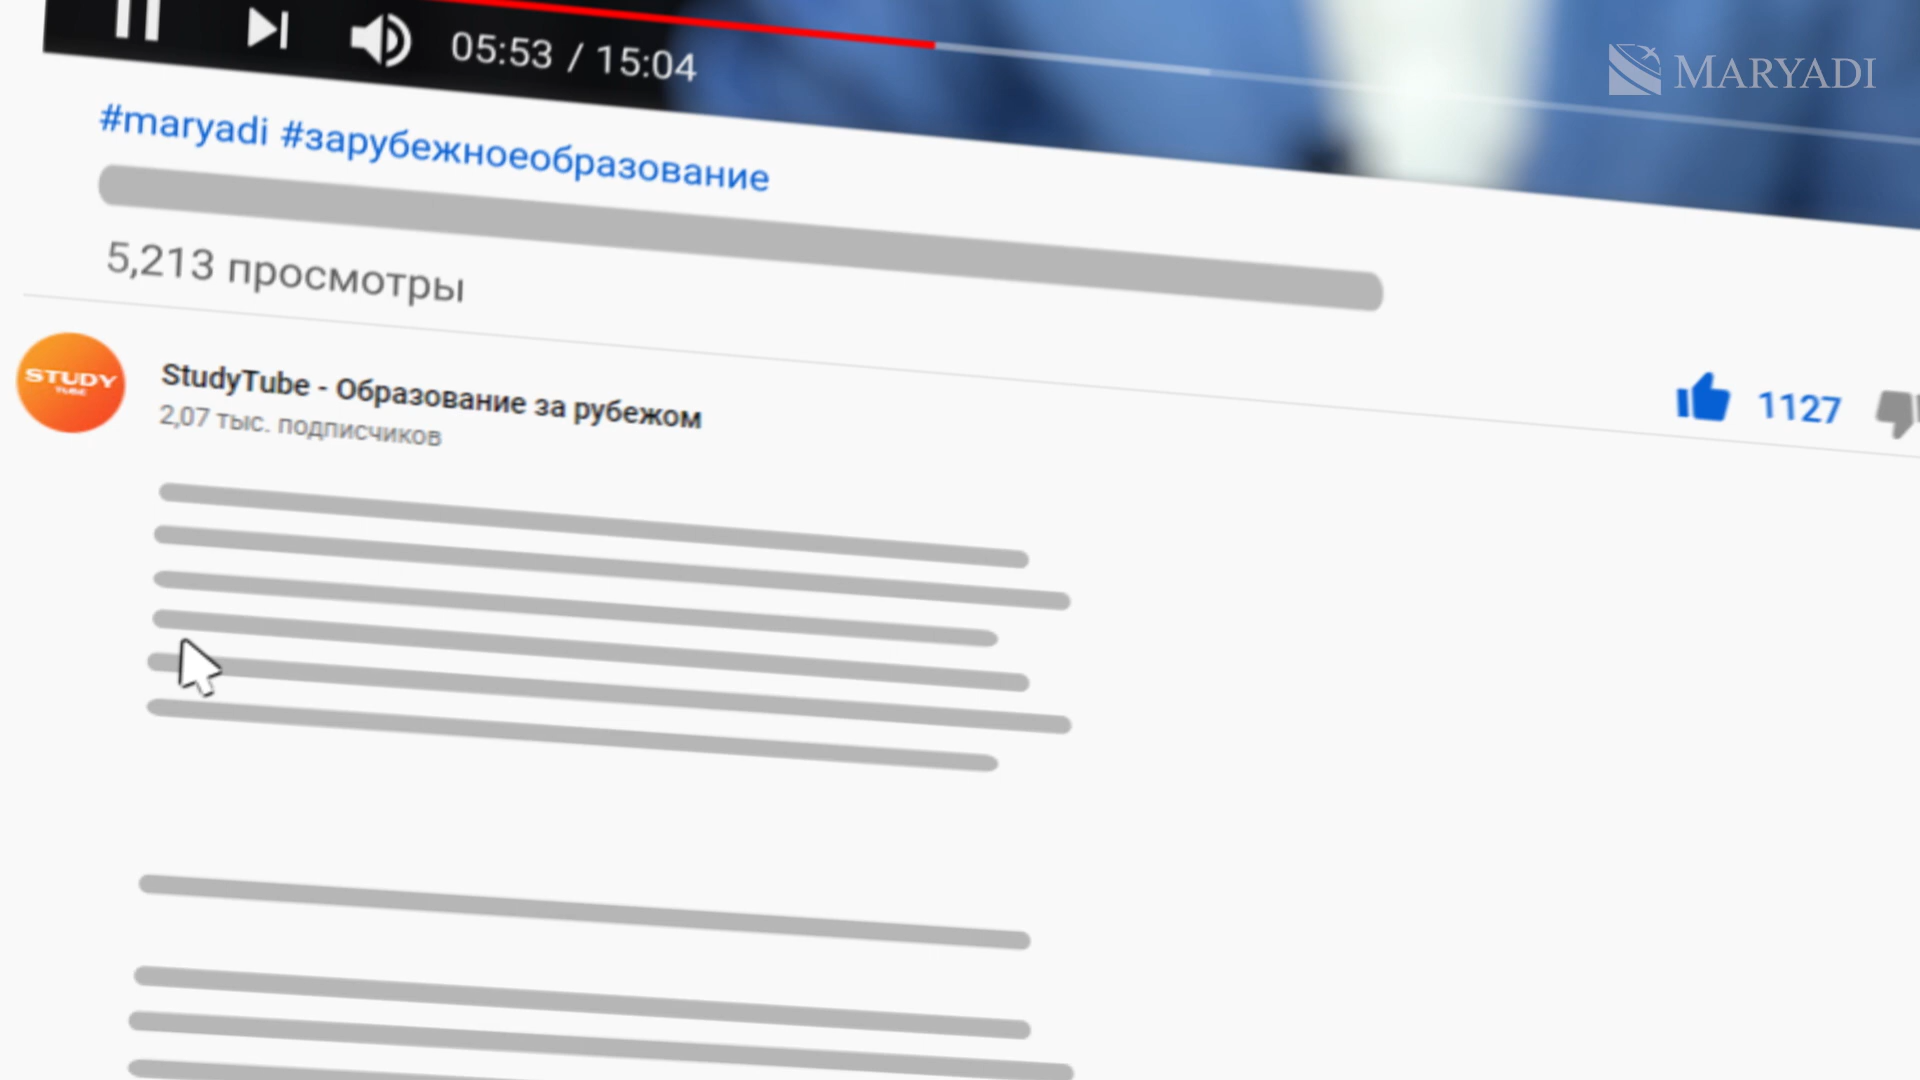 05:53 / 15:04
MARYADI
#maryadi #зарубежноеобразование
5,213 просмотры
STUDY
TUBE
StudyTube - Образование за рубежом
2,07 тыс. подписчиков
1127